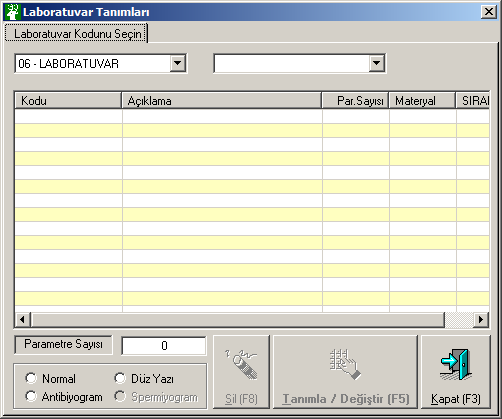 Laboratuvar Tanımları
Laboratuvar Kodunu Seçin
06 - LABORATUVAR
Kodu Açıklama Par.Sayısı Materyal SIRAI
Parametre Sayısı 0
Normal Düz Yazı
Antibiyogram Spermiyogram
Sil (F8) Tanımla / Değiştir (F5) Kapat (F3)